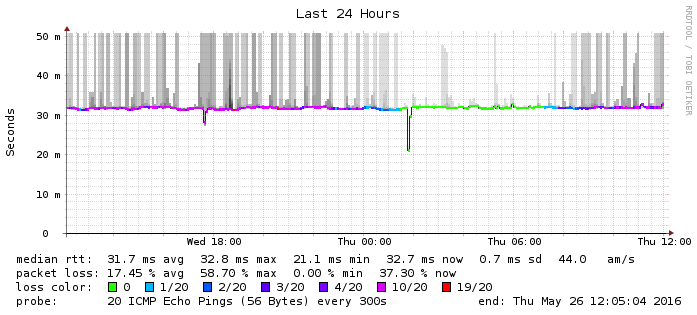 Last 24 Hours
RRDTOOL / TOBI OETIKER
Seconds
50 m
40 m
30 m
20 m
10 m
0
Wed 18:00 Thu 00:00 Thu 06:00 Thu 12:00
median rtt: 31.7 ms avg 32.8 ms max 21.1 ms min 32.7 ms now 0.7 ms sd 44.0 am/s
packet loss: 17.45 % avg 58.70 % max 0.00 % min 37.30 % now
loss color: 0 1/20 2/20 3/20 4/20 10/20 19/20
probe: 20 ICMP Echo Pings (56 Bytes) every 300s end: Thu May 26 12:05:04 2016